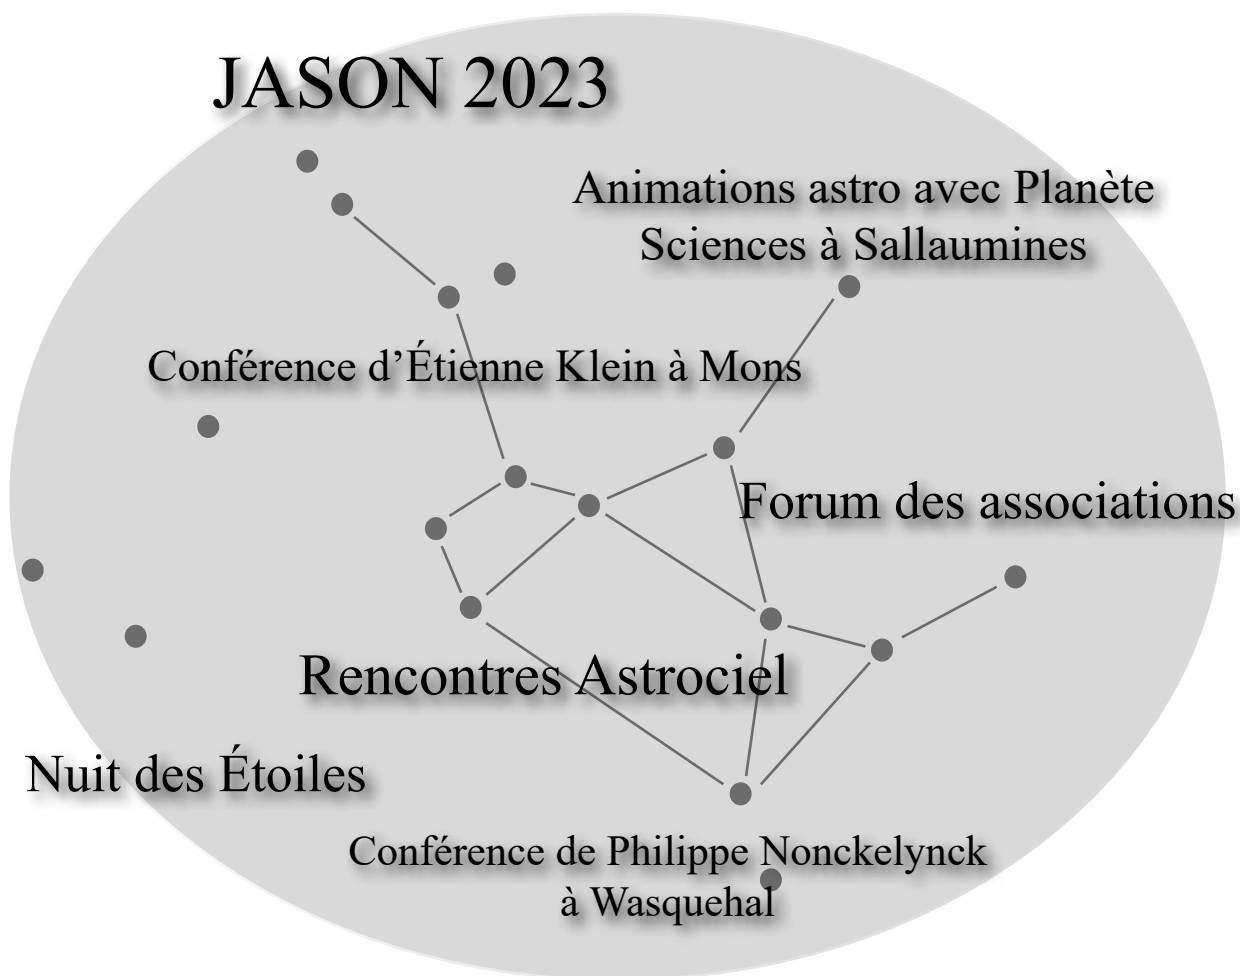 JASON 2023
Animations astro avec Planète
Sciences à Sallaumines
Conférence d’Étienne Klein à Mons
Forum des associations
Rencontres Astrociel
Nuit des Étoiles
Conférence de Philippe Nonckelynck
à Wasquehal